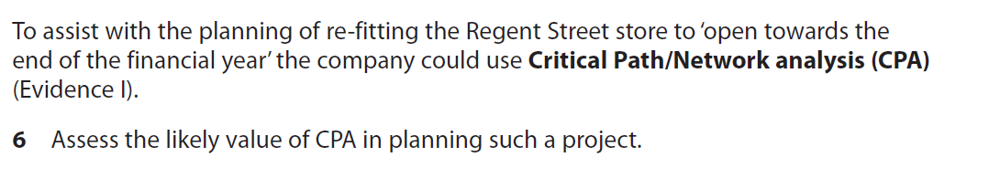 To assist with the planning of re-fitting the Regent Street store to ‘open towards the
end of the financial year’ the company could use Critical Path/Network analysis (CPA)
(Evidence I).
6 Assess the likely value of CPA in planning such a project.